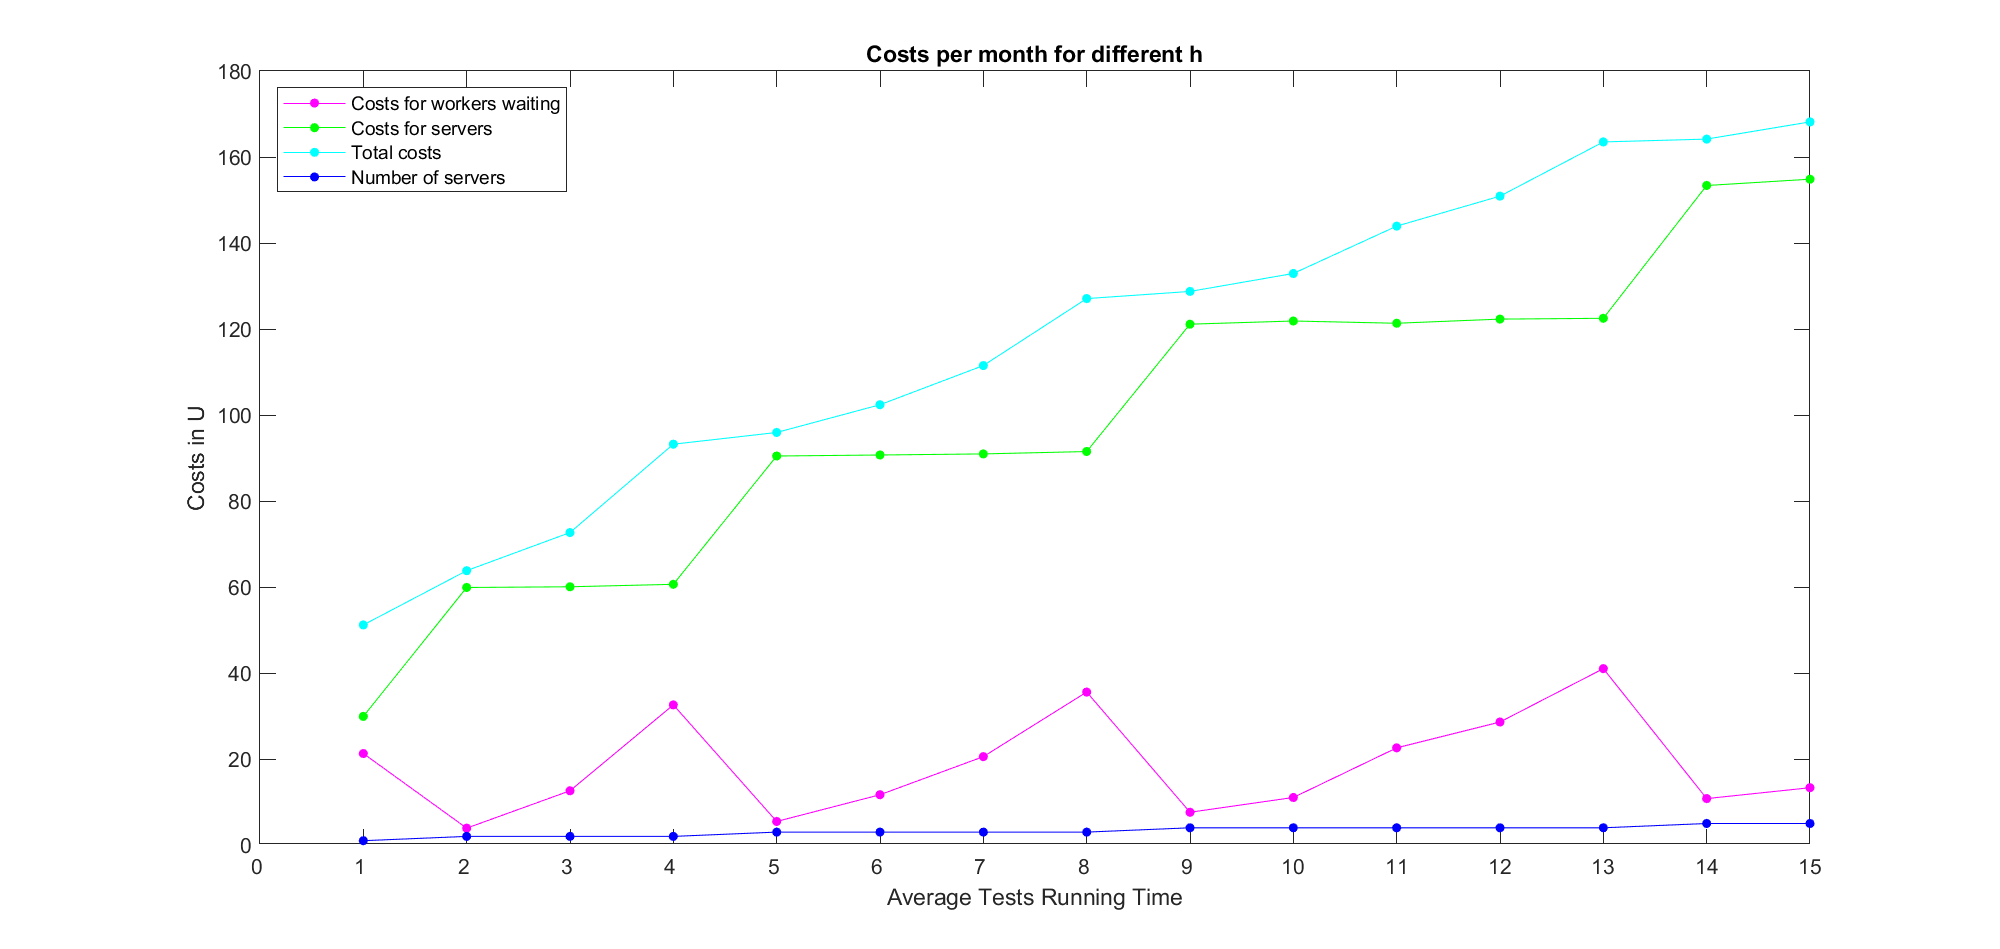 Costs per month for different h
180
160
140
120
100
80
60
40
20
0
Costs in U
Costs for workers waiting
Costs for servers
Total costs
Number of servers
0 1 2 3 4 5 6 7 8 9 10 11 12 13 14 15
Average Tests Running Time